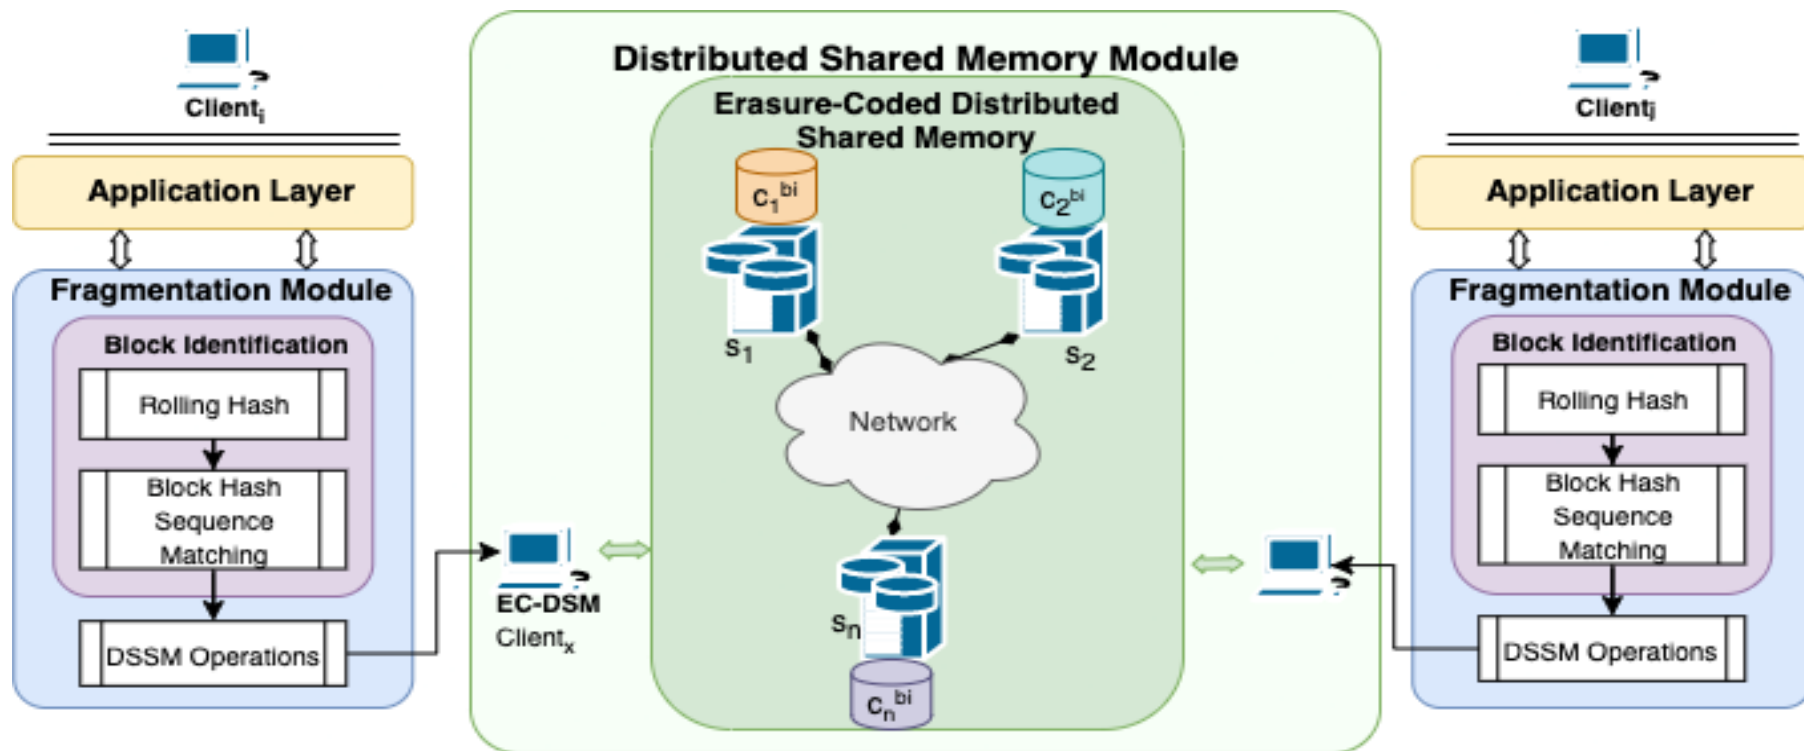 Client_i
Application Layer
Fragmentation Module
Block Identification
Rolling Hash
Block Hash
Sequence
Matching
DSSM Operations
Distributed Shared Memory Module
Erasure-Coded Distributed
Shared Memory
c_1^bi
c_2^bi
s_1
s_2
Network
EC-DSM
Client_x
s_n
c_n^bi
Client_j
Application Layer
Fragmentation Module
Block Identification
Rolling Hash
Block Hash
Sequence
Matching
DSSM Operations